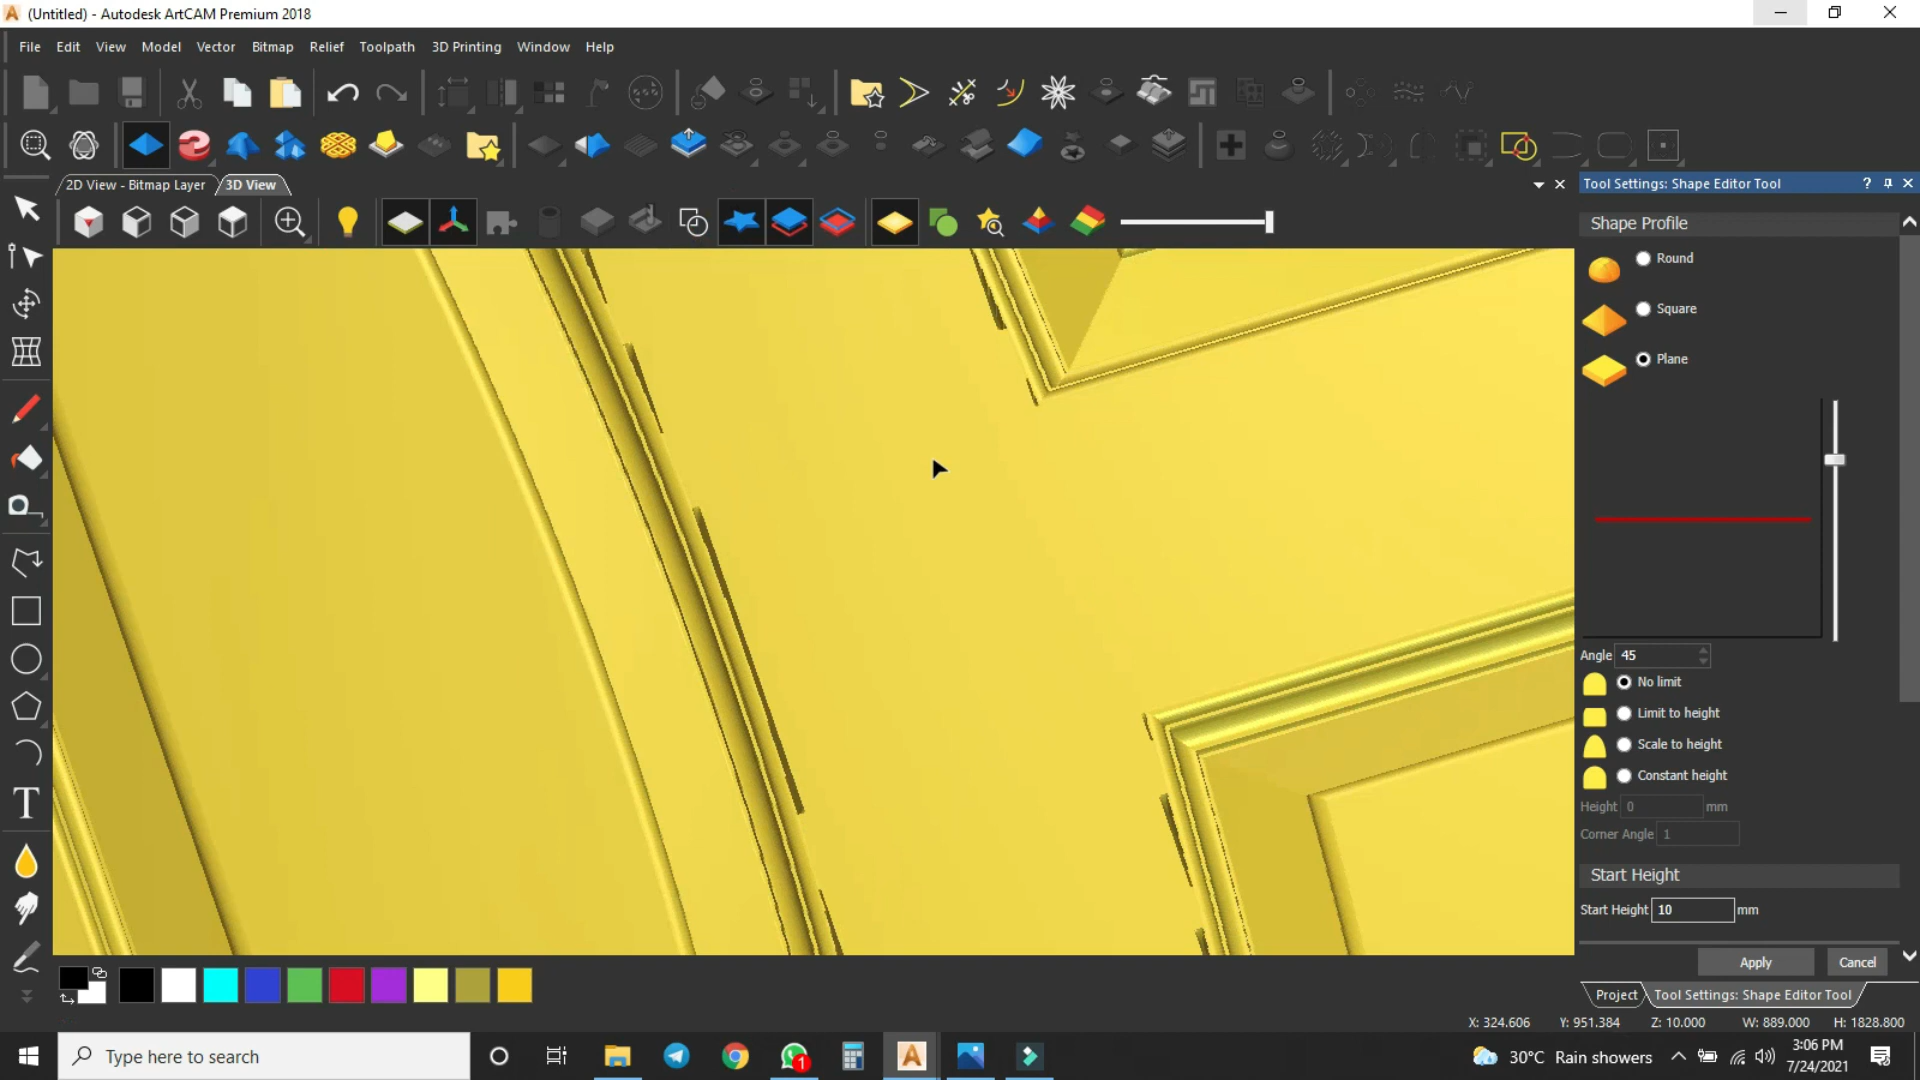 (Untitled) - Autodesk ArtCAM Premium 2018
File Edit View Model Vector Bitmap Relief Toolpath 3D Printing Window Help
2D View - Bitmap Layer 3D View
Tool Settings: Shape Editor Tool
Shape Profile
Round
Square
Plane
Angle 45
No limit
Limit to height
Scale to height
Constant height
Height 0 mm
Corner Angle 1
Start Height
Start Height 10 mm
Apply Cancel
Project Tool Settings: Shape Editor Tool
X: 324.606 Y: 951.384 Z: 10.000 W: 889.000 H: 1828.800
Type here to search
1
30°C Rain showers
3:06 PM
7/24/2021